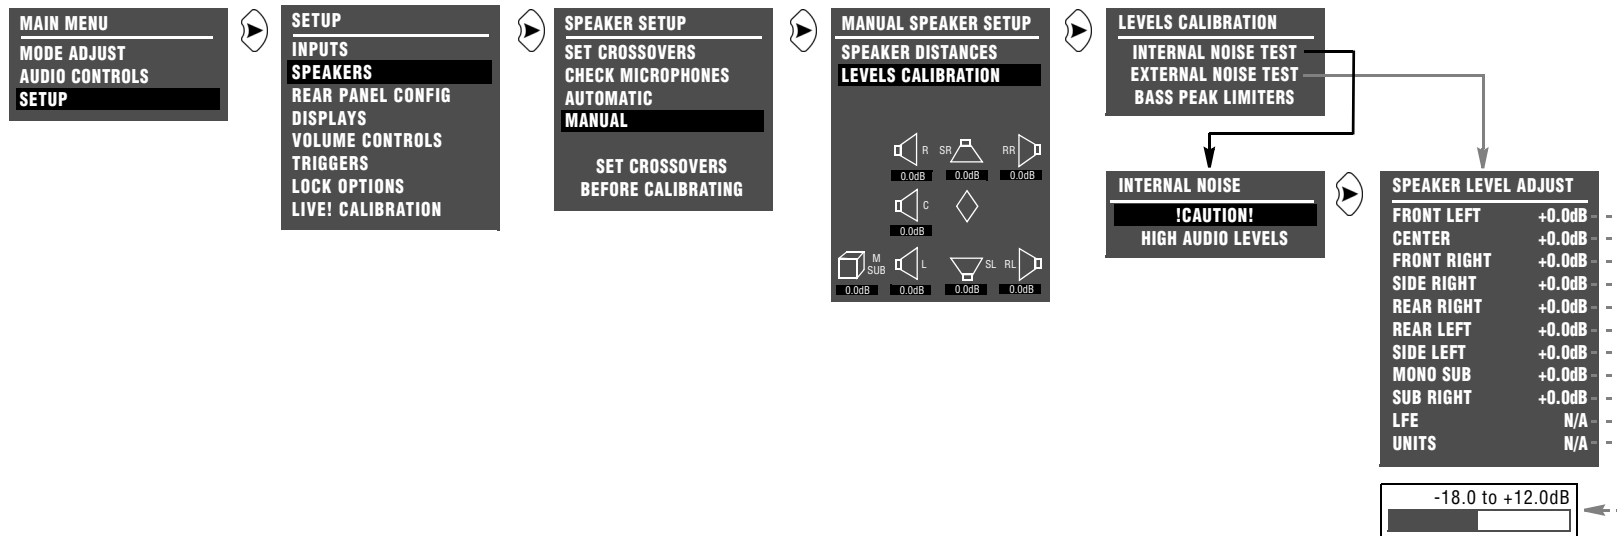 MAIN MENU
MODE ADJUST
AUDIO CONTROLS
SETUP
SETUP
INPUTS
SPEAKERS
REAR PANEL CONFIG
DISPLAYS
VOLUME CONTROLS
TRIGGERS
LOCK OPTIONS
LIVE! CALIBRATION
SPEAKER SETUP
SET CROSSOVERS
CHECK MICROPHONES
AUTOMATIC
MANUAL
SET CROSSOVERS
BEFORE CALIBRATING
MANUAL SPEAKER SETUP
SPEAKER DISTANCES
LEVELS CALIBRATION
R SR RR
0.0dB 0.0dB 0.0dB
C
0.0dB
M
SUB L SL RL
0.0dB 0.0dB 0.0dB 0.0dB
LEVELS CALIBRATION
INTERNAL NOISE TEST
EXTERNAL NOISE TEST
BASS PEAK LIMITERS
INTERNAL NOISE
!CAUTION!
HIGH AUDIO LEVELS
SPEAKER LEVEL ADJUST
FRONT LEFT +0.0dB
CENTER +0.0dB
FRONT RIGHT +0.0dB
SIDE RIGHT +0.0dB
REAR RIGHT +0.0dB
REAR LEFT +0.0dB
SIDE LEFT +0.0dB
MONO SUB +0.0dB
SUB RIGHT +0.0dB
LFE N/A
UNITS N/A
-18.0 to +12.0dB